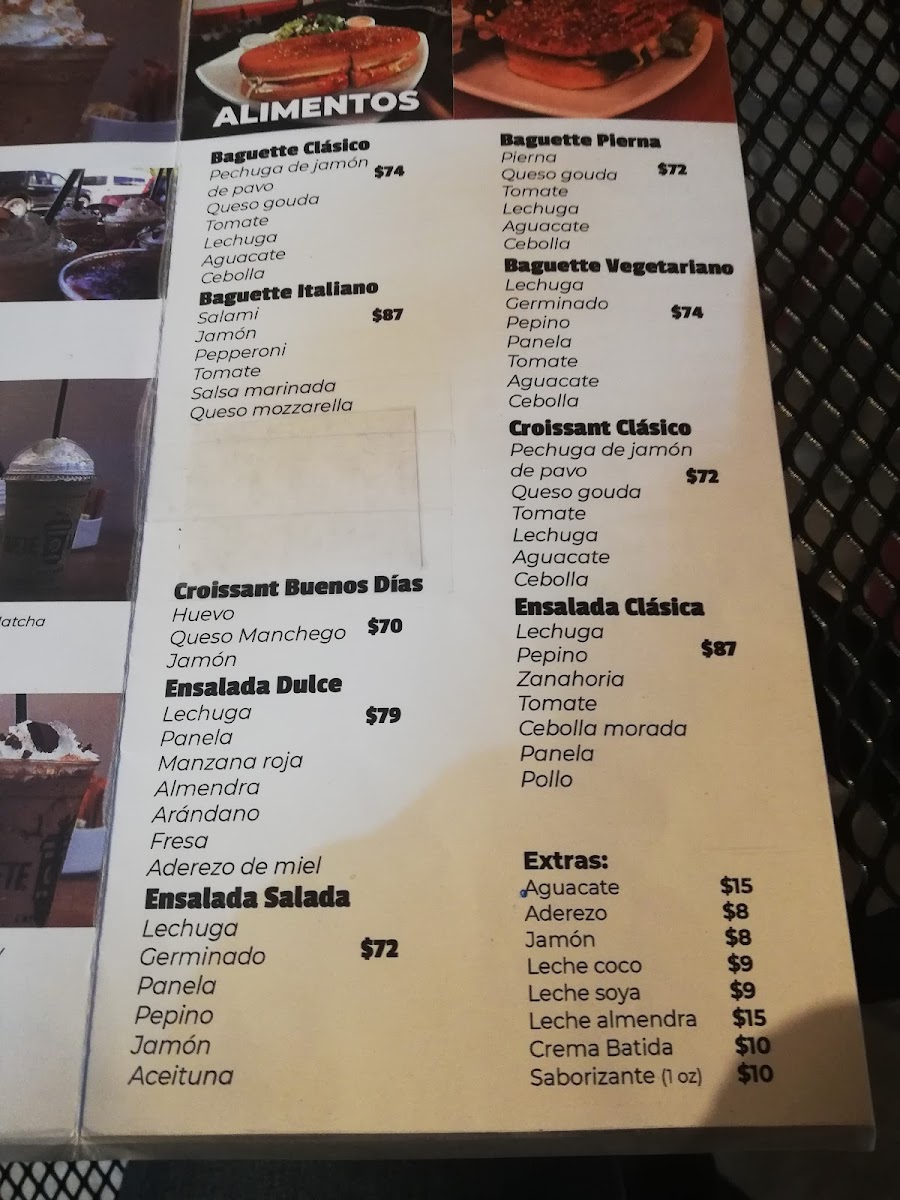 ALIMENTOS
Baguette Clásico
Pechuga de jamón $74
de pavo
Queso gouda
Tomate
Lechuga
Aguacate
Cebolla
Baguette Italiano
Salami $87
Jamón
Pepperoni
Tomate
Salsa marinada
Queso mozzarella
Croissant Buenos Días
Huevo
Queso Manchego $70
Jamón
Ensalada Dulce
Lechuga $79
Panela
Manzana roja
Almendra
Arándano
Fresa
Aderezo de miel
Ensalada Salada
Lechuga
Germinado $72
Panela
Pepino
Jamón
Aceituna
Baguette Pierna
Pierna
Queso gouda $72
Tomate
Lechuga
Aguacate
Cebolla
Baguette Vegetariano
Lechuga
Germinado $74
Pepino
Panela
Tomate
Aguacate
Cebolla
Croissant Clásico
Pechuga de jamón
de pavo $72
Queso gouda
Tomate
Lechuga
Aguacate
Cebolla
Ensalada Clásica
Lechuga
Pepino $87
Zanahoria
Tomate
Cebolla morada
Panela
Pollo
Extras:
Aguacate $15
Aderezo $8
Jamón $8
Leche coco $9
Leche soya $9
Leche almendra $15
Crema Batida $10
Saborizante (1 oz) $10